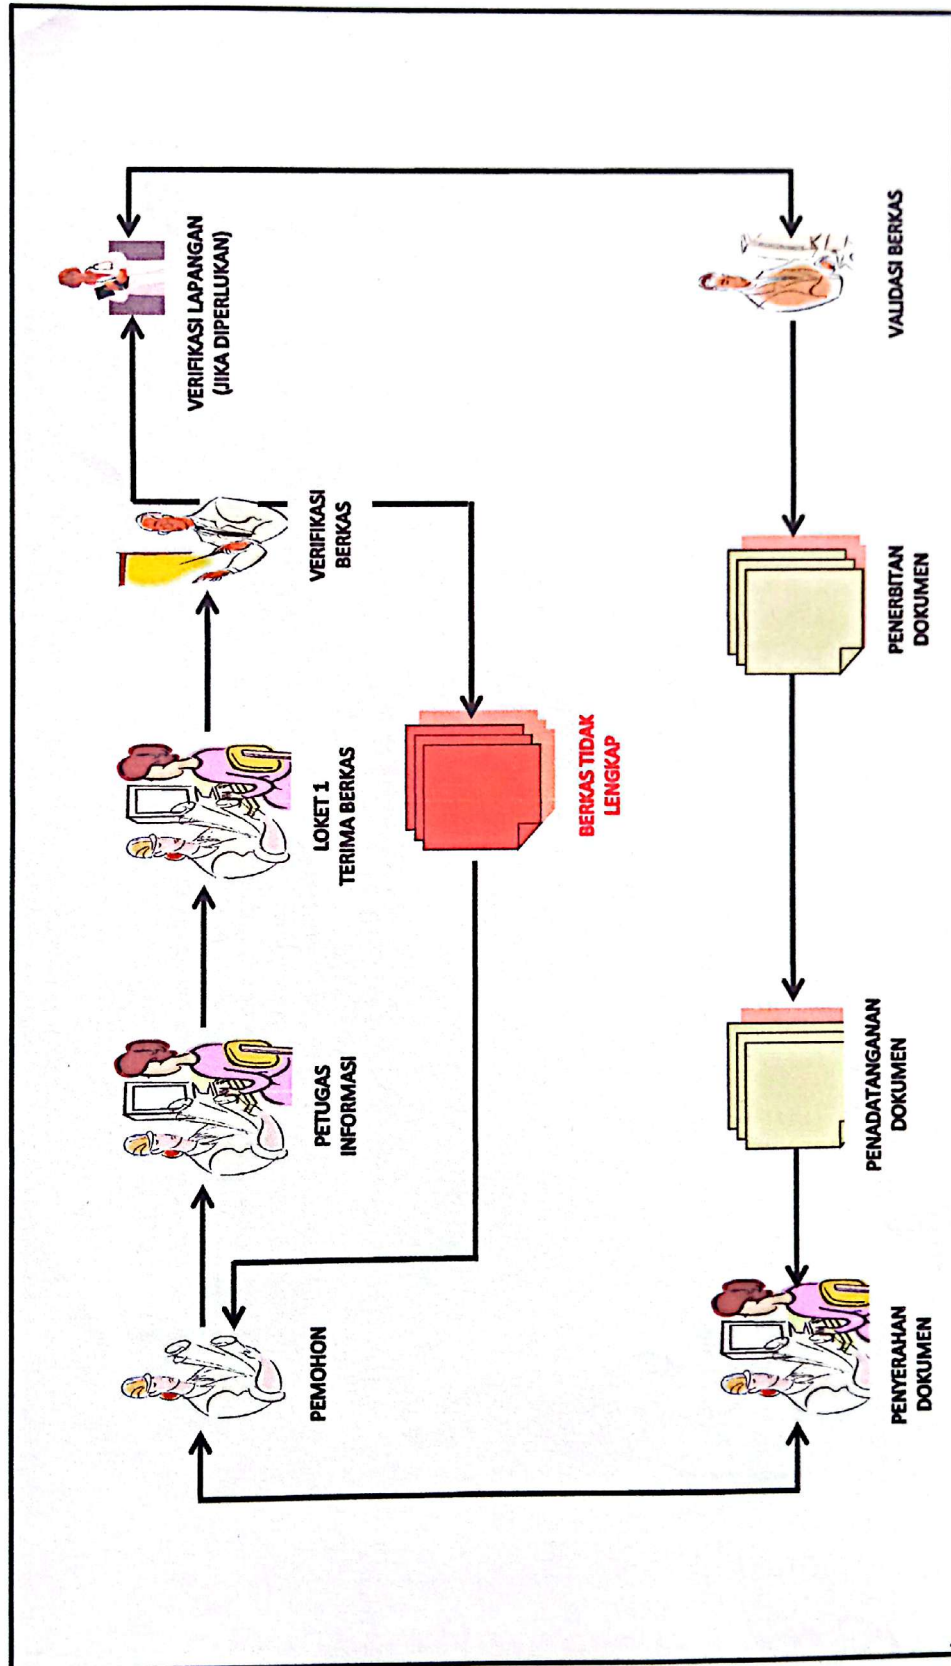 PEMOHON
PETUGAS
INFORMASI
LOKET 1
TERIMA BERKAS
VERIFIKASI
BERKAS
VERIFIKASI LAPANGAN
(JIKA DIPERLUKAN)
BERKAS TIDAK
LENGKAP
PENYERAHAN
DOKUMEN
PENADATANGANAN
DOKUMEN
PENERBITAN
DOKUMEN
VALIDASI BERKAS